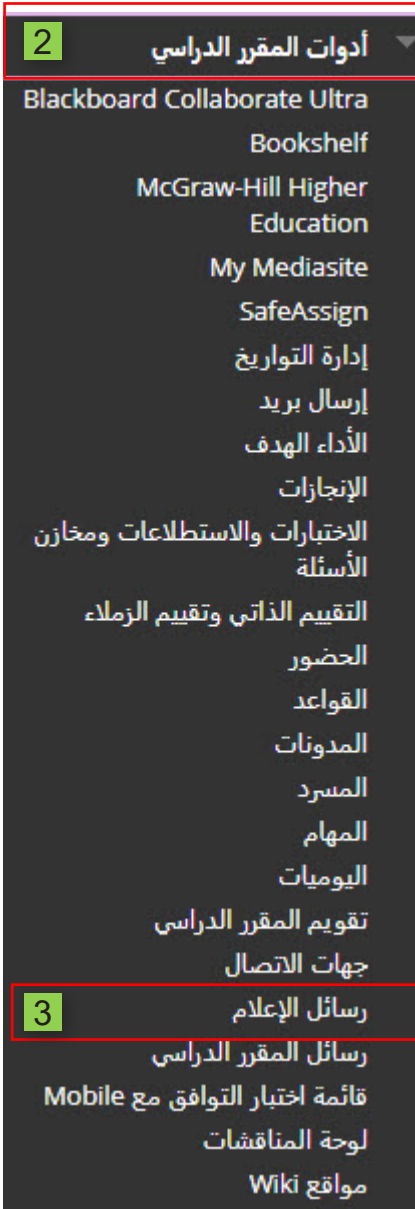 2 أدوات المقرر الدراسي
Blackboard Collaborate Ultra
Bookshelf
McGraw-Hill Higher
Education
My Mediasite
SafeAssign
إدارة التواريخ
إرسال بريد
الأداء الهدف
الإنجازات
الاختبارات والاستطلاعات ومخازن
الأسئلة
التقييم الذاتي وتقييم الزملاء
الحضور
القواعد
المدونات
المسرد
المهام
اليوميات
تقويم المقرر الدراسي
جهات الاتصال
3 رسائل الإعلام
رسائل المقرر الدراسي
قائمة اختبار التوافق مع Mobile
لوحة المناقشات
مواقع Wiki